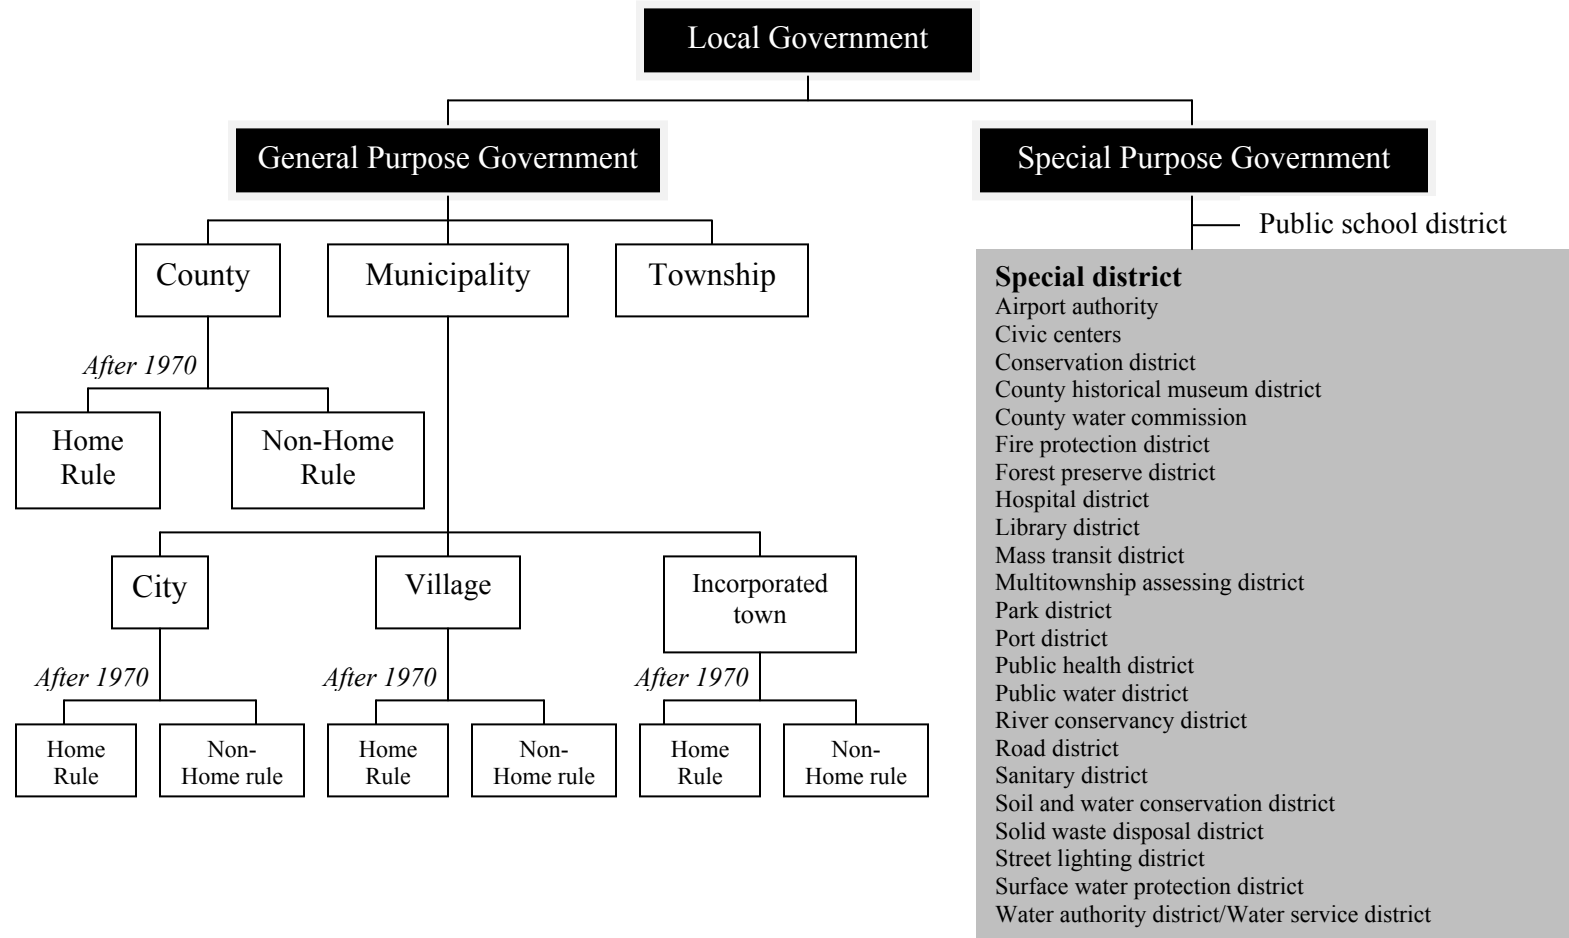 Local Government
General Purpose Government
Special Purpose Government
Public school district
County
Municipality
Township
After 1970
Home
Rule
Non-Home
Rule
City
Village
Incorporated
town
After 1970
After 1970
After 1970
Home
Rule
Non-
Home rule
Home
Rule
Non-
Home rule
Home
Rule
Non-
Home rule
Special district
Airport authority
Civic centers
Conservation district
County historical museum district
County water commission
Fire protection district
Forest preserve district
Hospital district
Library district
Mass transit district
Multitownship assessing district
Park district
Port district
Public health district
Public water district
River conservancy district
Road district
Sanitary district
Soil and water conservation district
Solid waste disposal district
Street lighting district
Surface water protection district
Water authority district/Water service district